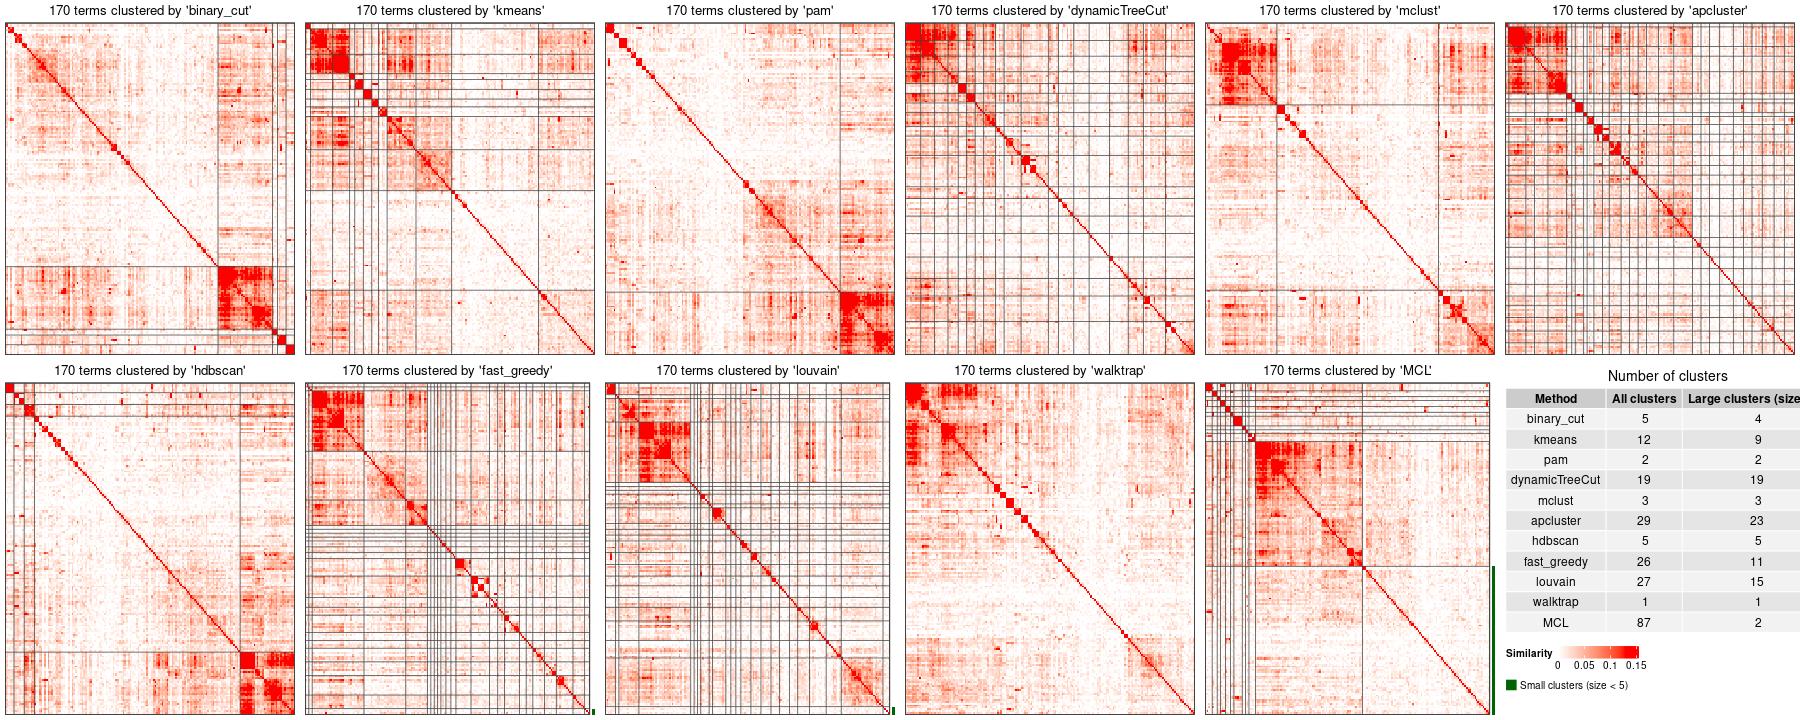 170 terms clustered by 'binary_cut'
170 terms clustered by 'kmeans'
170 terms clustered by 'pam'
170 terms clustered by 'dynamicTreeCut'
170 terms clustered by 'mclust'
170 terms clustered by 'apcluster'
170 terms clustered by 'hdbscan'
170 terms clustered by 'fast_greedy'
170 terms clustered by 'louvain'
170 terms clustered by 'walktrap'
170 terms clustered by 'MCL'
Number of clusters
Method All clusters Large clusters (size
binary_cut 5 4
kmeans 12 9
pam 2 2
dynamicTreeCut 19 19
mclust 3 3
apcluster 29 23
hdbscan 5 5
fast_greedy 26 11
louvain 27 15
walktrap 1 1
MCL 87 2
Similarity
0 0.05 0.1 0.15
Small clusters (size < 5)